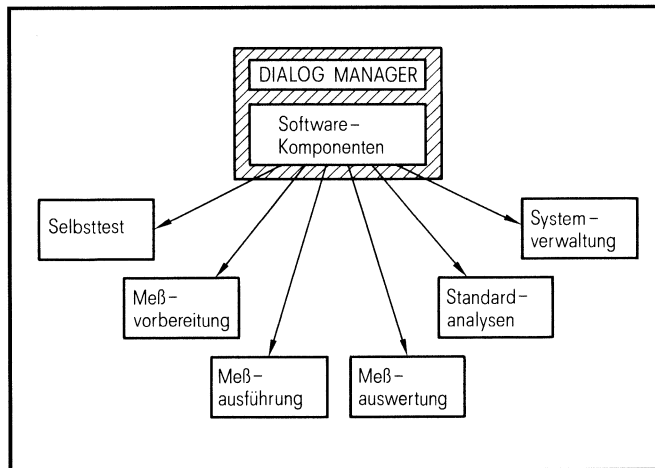 DIALOG MANAGER
Software-
Komponenten
Selbsttest
System-
verwaltung
Meß-
vorbereitung
Standard-
analysen
Meß-
ausführung
Meß-
auswertung